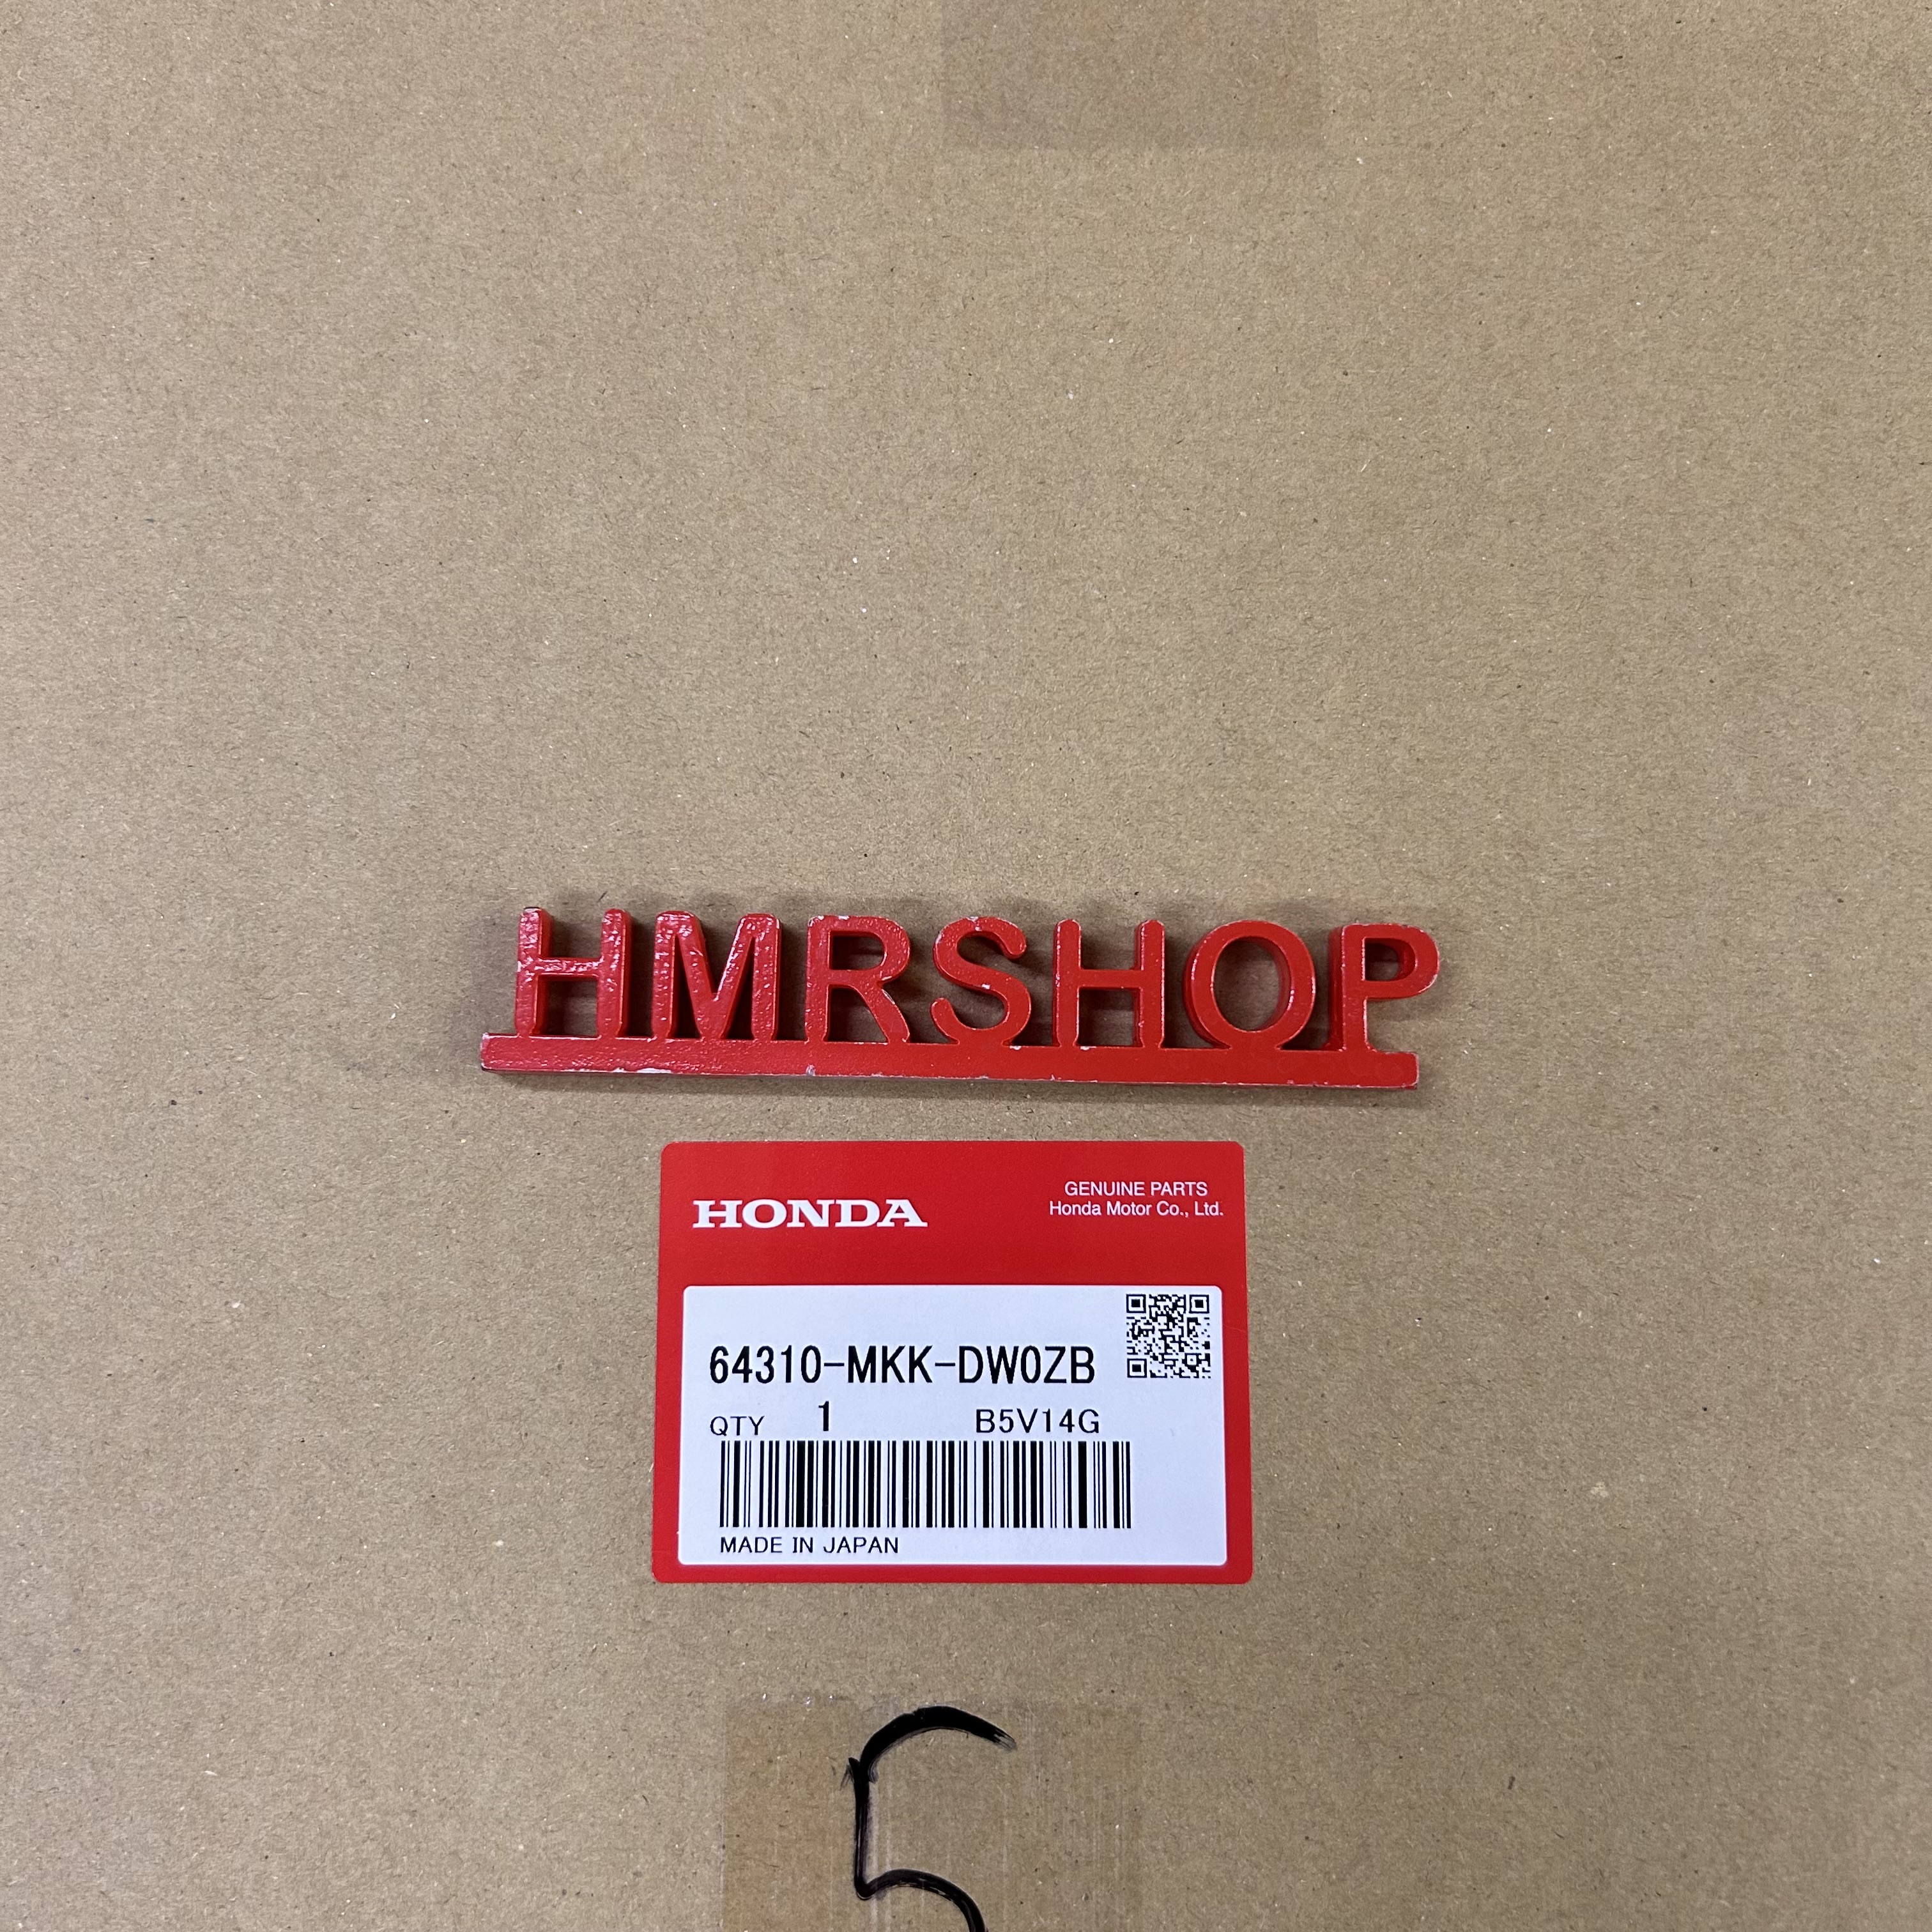 HMRSHOP
HONDA
GENUINE PARTS
Honda Motor Co., Ltd.
64310-MKK-DW0ZB
QTY 1 B5V14G
MADE IN JAPAN
5